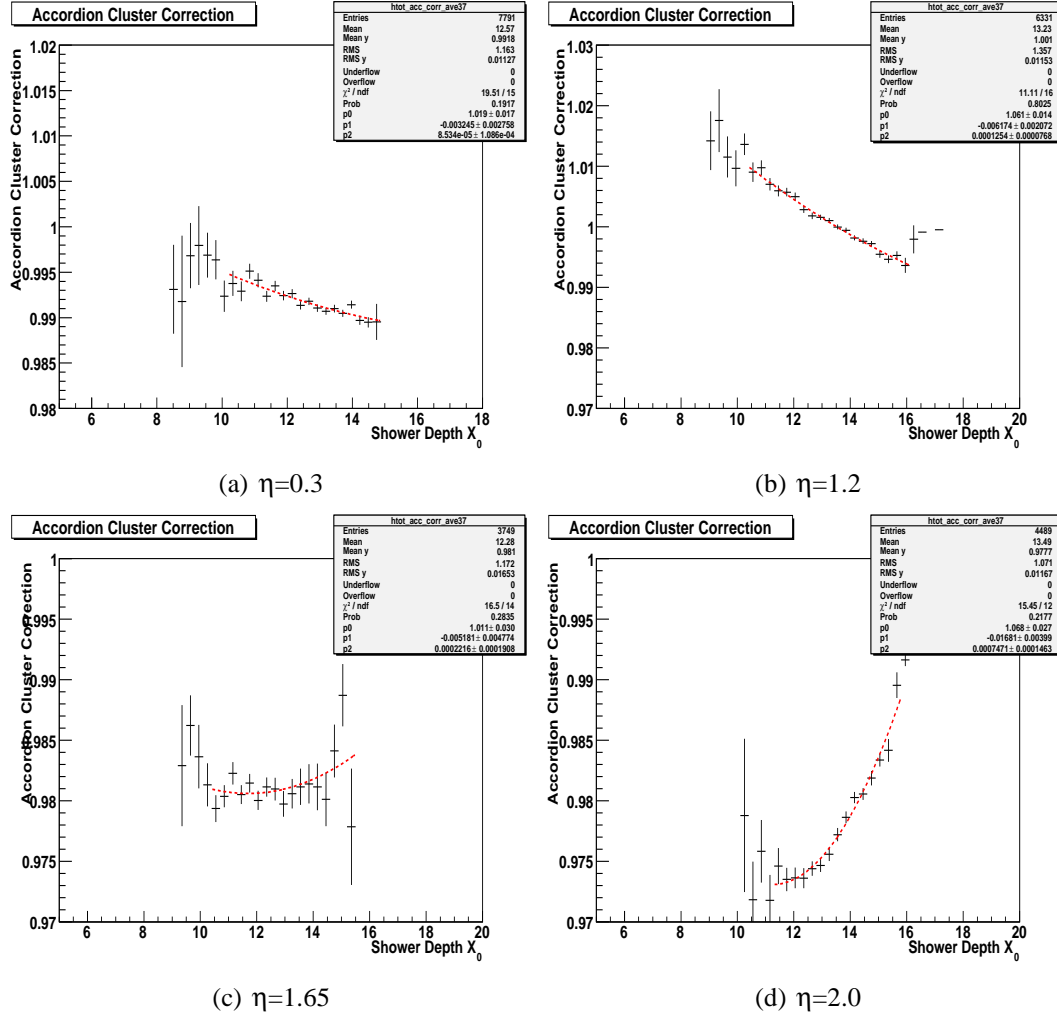 Accordion Cluster Correction
htot_acc_corr_ave37
Entries 7791
Mean 12.57
Mean y 0.9918
RMS 1.163
RMS y 0.01127
Underflow 0
Overflow 0
χ² / ndf 19.51 / 15
Prob 0.1917
p0 1.019 ± 0.017
p1 -0.003245 ± 0.002758
p2 8.534e-05 ± 1.086e-04
Accordion Cluster Correction
1.02
1.015
1.01
1.005
1
0.995
0.99
0.985
0.98
6 8 10 12 14 16 18
Shower Depth X₀
(a) η=0.3
Accordion Cluster Correction
htot_acc_corr_ave37
Entries 6331
Mean 13.23
Mean y 1.001
RMS 1.357
RMS y 0.01153
Underflow 0
Overflow 0
χ² / ndf 11.11 / 16
Prob 0.8025
p0 1.061 ± 0.014
p1 -0.006174 ± 0.002072
p2 0.0001254 ± 0.0000768
Accordion Cluster Correction
1.03
1.02
1.01
1
0.99
0.98
0.97
6 8 10 12 14 16 18 20
Shower Depth X₀
(b) η=1.2
Accordion Cluster Correction
htot_acc_corr_ave37
Entries 3749
Mean 12.28
Mean y 0.981
RMS 1.172
RMS y 0.01653
Underflow 0
Overflow 0
χ² / ndf 16.5 / 14
Prob 0.2835
p0 1.011 ± 0.030
p1 -0.005181 ± 0.004774
p2 0.0002216 ± 0.0001908
Accordion Cluster Correction
1
0.995
0.99
0.985
0.98
0.975
0.97
6 8 10 12 14 16 18 20
Shower Depth X₀
(c) η=1.65
Accordion Cluster Correction
htot_acc_corr_ave37
Entries 4489
Mean 13.49
Mean y 0.9777
RMS 1.071
RMS y 0.01167
Underflow 0
Overflow 0
χ² / ndf 15.45 / 12
Prob 0.2177
p0 1.068 ± 0.027
p1 -0.01681 ± 0.00399
p2 0.0007471 ± 0.0001463
Accordion Cluster Correction
1
0.995
0.99
0.985
0.98
0.975
0.97
6 8 10 12 14 16 18 20
Shower Depth X₀
(d) η=2.0